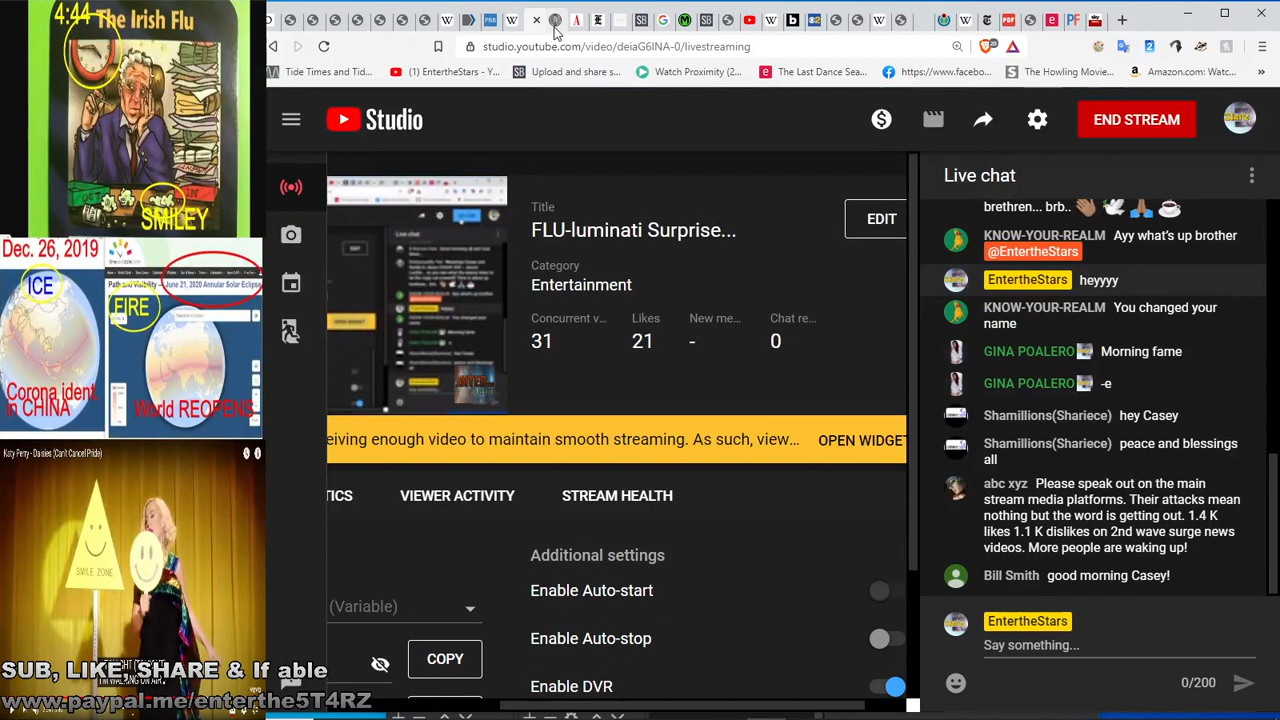 4:44
The Irish Flu
SMILEY
Dec. 26, 2019
ICE
Corona ident.
in CHINA
Path and Visibility — June 21, 2020 Annular Solar Eclipse
FIRE
World REOPENS
Katy Perry - Daisies (Can't Cancel Pride)
SMILE ZONE
I'M WALKING ON AIR
SUB, LIKE, SHARE & If able
www.paypal.me/enterthe5T4RZ
studio.youtube.com/video/deiaG6INA-0/livestreaming
Tide Times and Tid...
(1) EntertheStars - Y...
Upload and share s...
Watch Proximity (2...
The Last Dance Sea...
https://www.facebo...
The Howling Movie...
Amazon.com: Watc...
Studio
END STREAM
Title
FLU-luminati Surprise...
EDIT
Category
Entertainment
Concurrent v...
Likes
New me...
Chat re...
31
21
-
0
eiving enough video to maintain smooth streaming. As such, view...
OPEN WIDGET
TICS
VIEWER ACTIVITY
STREAM HEALTH
Additional settings
Enable Auto-start
(Variable)
Enable Auto-stop
COPY
Enable DVR
Live chat
brethren... brb..
KNOW-YOUR-REALM Ayy what's up brother
@EntertheStars
EntertheStars heyyyy
KNOW-YOUR-REALM You changed your
name
GINA POALERO Morning fame
GINA POALERO -e
Shamillions(Shariece) hey Casey
Shamillions(Shariece) peace and blessings
all
abc xyz Please speak out on the main
stream media platforms. Their attacks mean
nothing but the word is getting out. 1.4 K
likes 1.1 K dislikes on 2nd wave surge news
videos. More people are waking up!
Bill Smith good morning Casey!
EntertheStars
Say something...
0/200